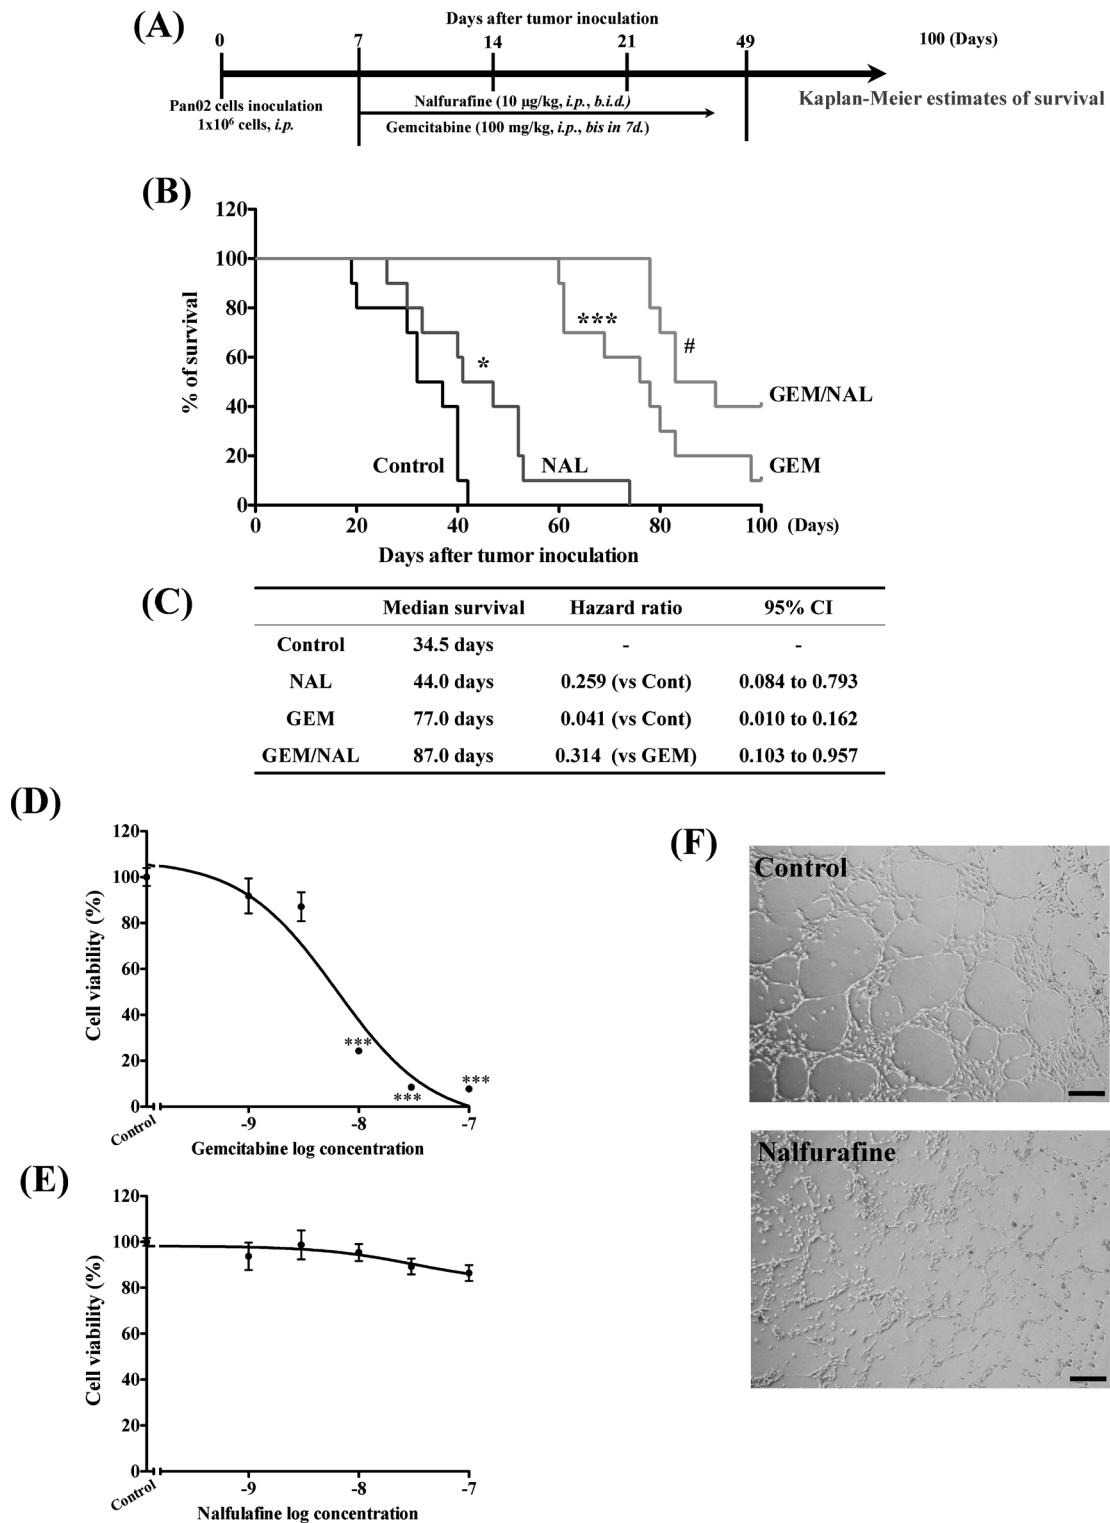 (A)
Days after tumor inoculation
0 7 14 21 49 100 (Days)
Pan02 cells inoculation
1x10⁶ cells, i.p.
Nalfurafine (10 μg/kg, i.p., b.i.d.)
Gemcitabine (100 mg/kg, i.p., bis in 7d.)
Kaplan-Meier estimates of survival
(B)
% of survival
120
100
80
60
40
20
0
***
#
*
GEM/NAL
GEM
Control
NAL
0 20 40 60 80 100 (Days)
Days after tumor inoculation
(C)
Median survival Hazard ratio 95% CI
Control 34.5 days - -
NAL 44.0 days 0.259 (vs Cont) 0.084 to 0.793
GEM 77.0 days 0.041 (vs Cont) 0.010 to 0.162
GEM/NAL 87.0 days 0.314 (vs GEM) 0.103 to 0.957
(D)
Cell viability (%)
120
100
80
60
40
20
0
***
***
***
Control -9 -8 -7
Gemcitabine log concentration
(E)
Cell viability (%)
120
100
80
60
40
20
0
Control -9 -8 -7
Nalfulafine log concentration
(F)
Control
Nalfurafine